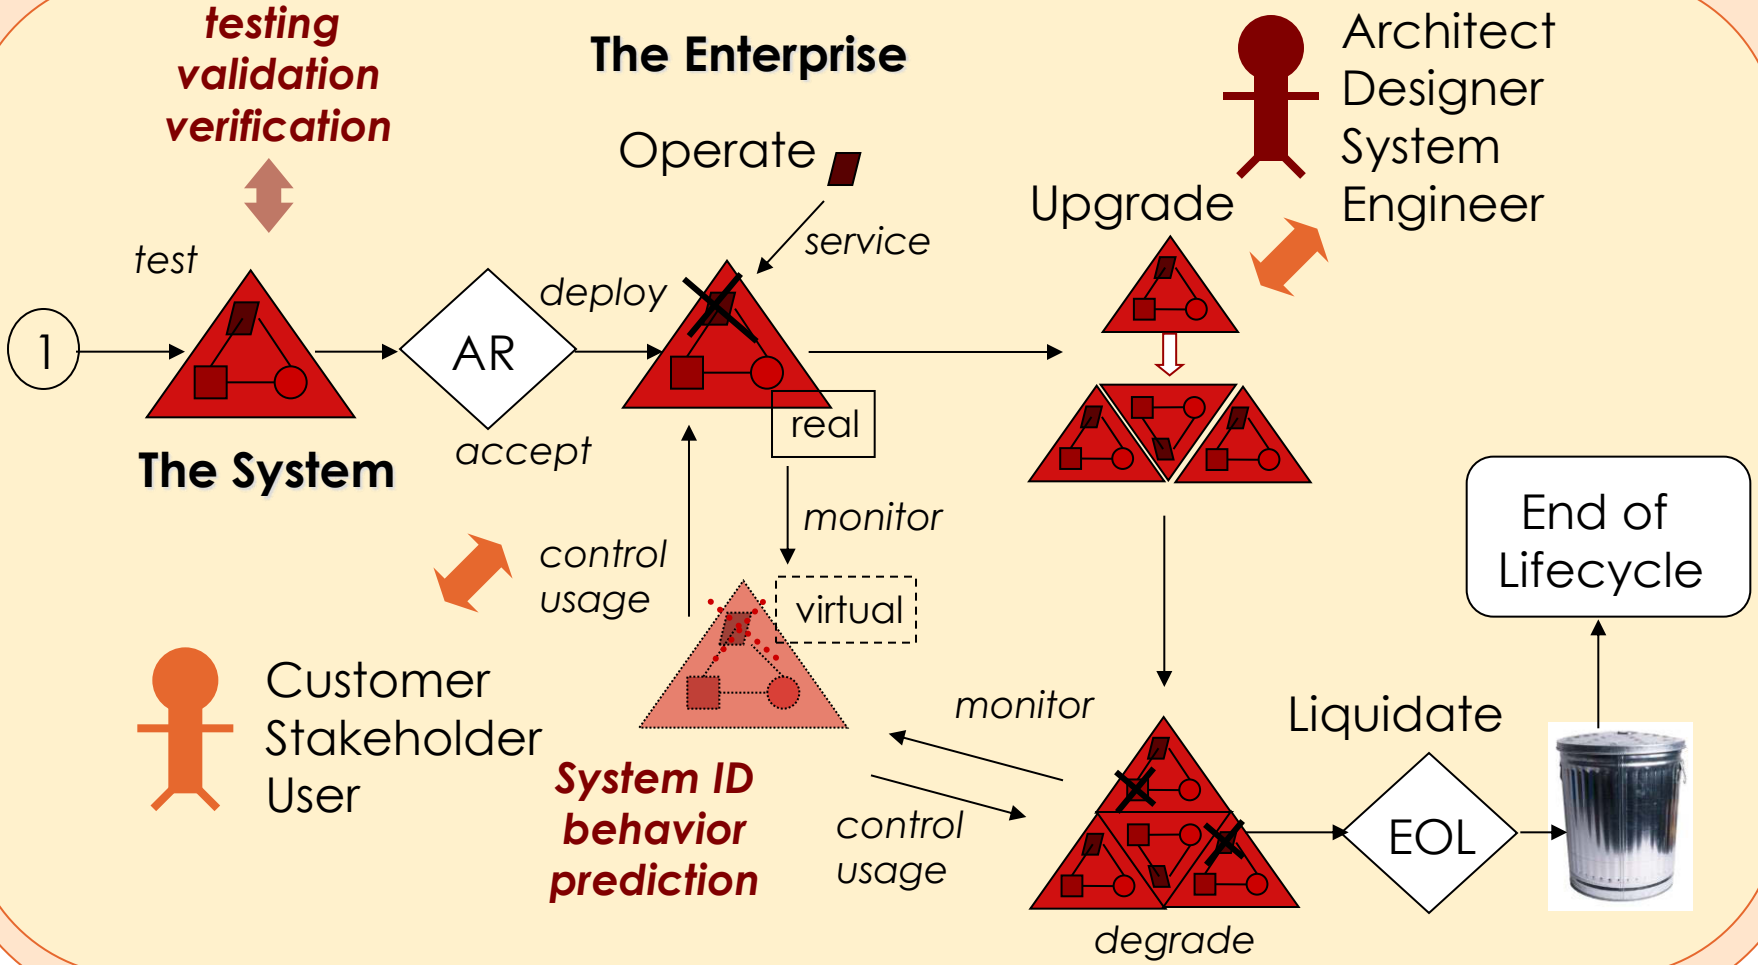 testing
validation
verification
The Enterprise
Architect
Designer
System
Engineer
Operate
Upgrade
service
test
deploy
1
AR
real
accept
The System
monitor
control
usage
virtual
End of
Lifecycle
Customer
Stakeholder
User
monitor
Liquidate
System ID
behavior
prediction
control
usage
EOL
degrade